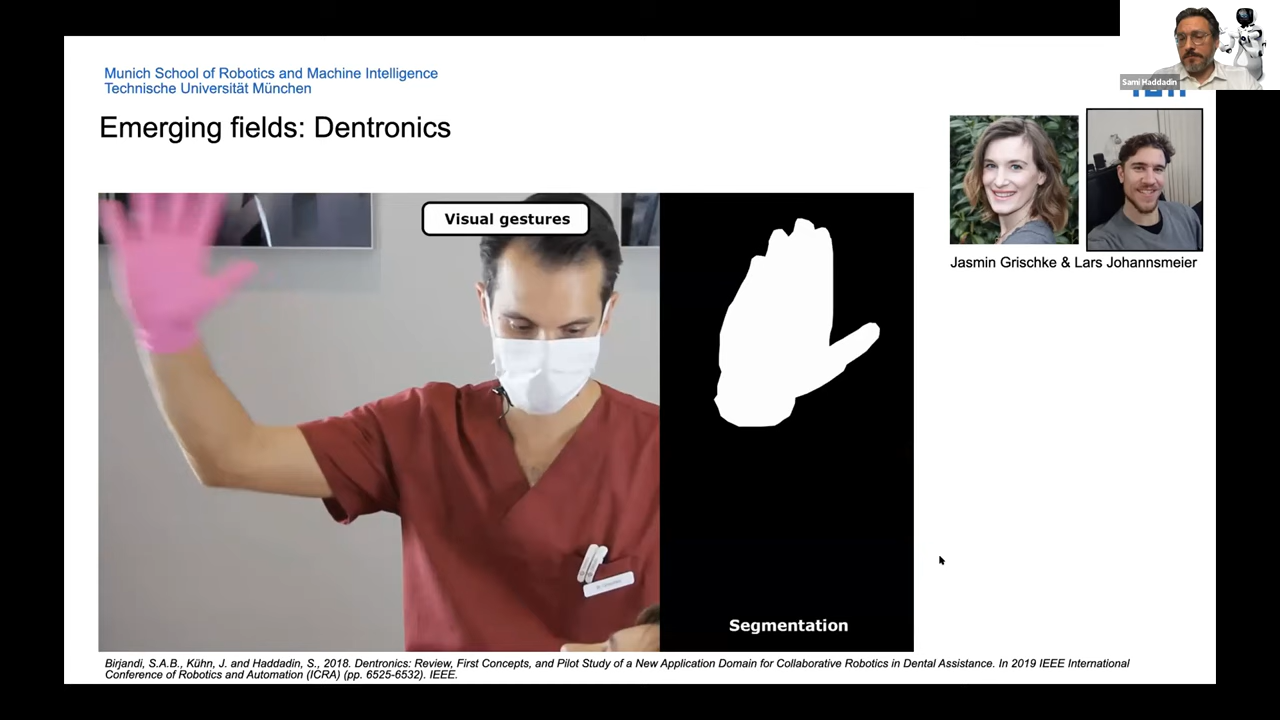 Sami Haddadin
Munich School of Robotics and Machine Intelligence
Technische Universität München
Emerging fields: Dentronics
Visual gestures
Jasmin Grischke & Lars Johannsmeier
Segmentation
Birjandi, S.A.B., Kühn, J. and Haddadin, S., 2018. Dentronics: Review, First Concepts, and Pilot Study of a New Application Domain for Collaborative Robotics in Dental Assistance. In 2019 IEEE International
Conference of Robotics and Automation (ICRA) (pp. 6525-6532). IEEE.